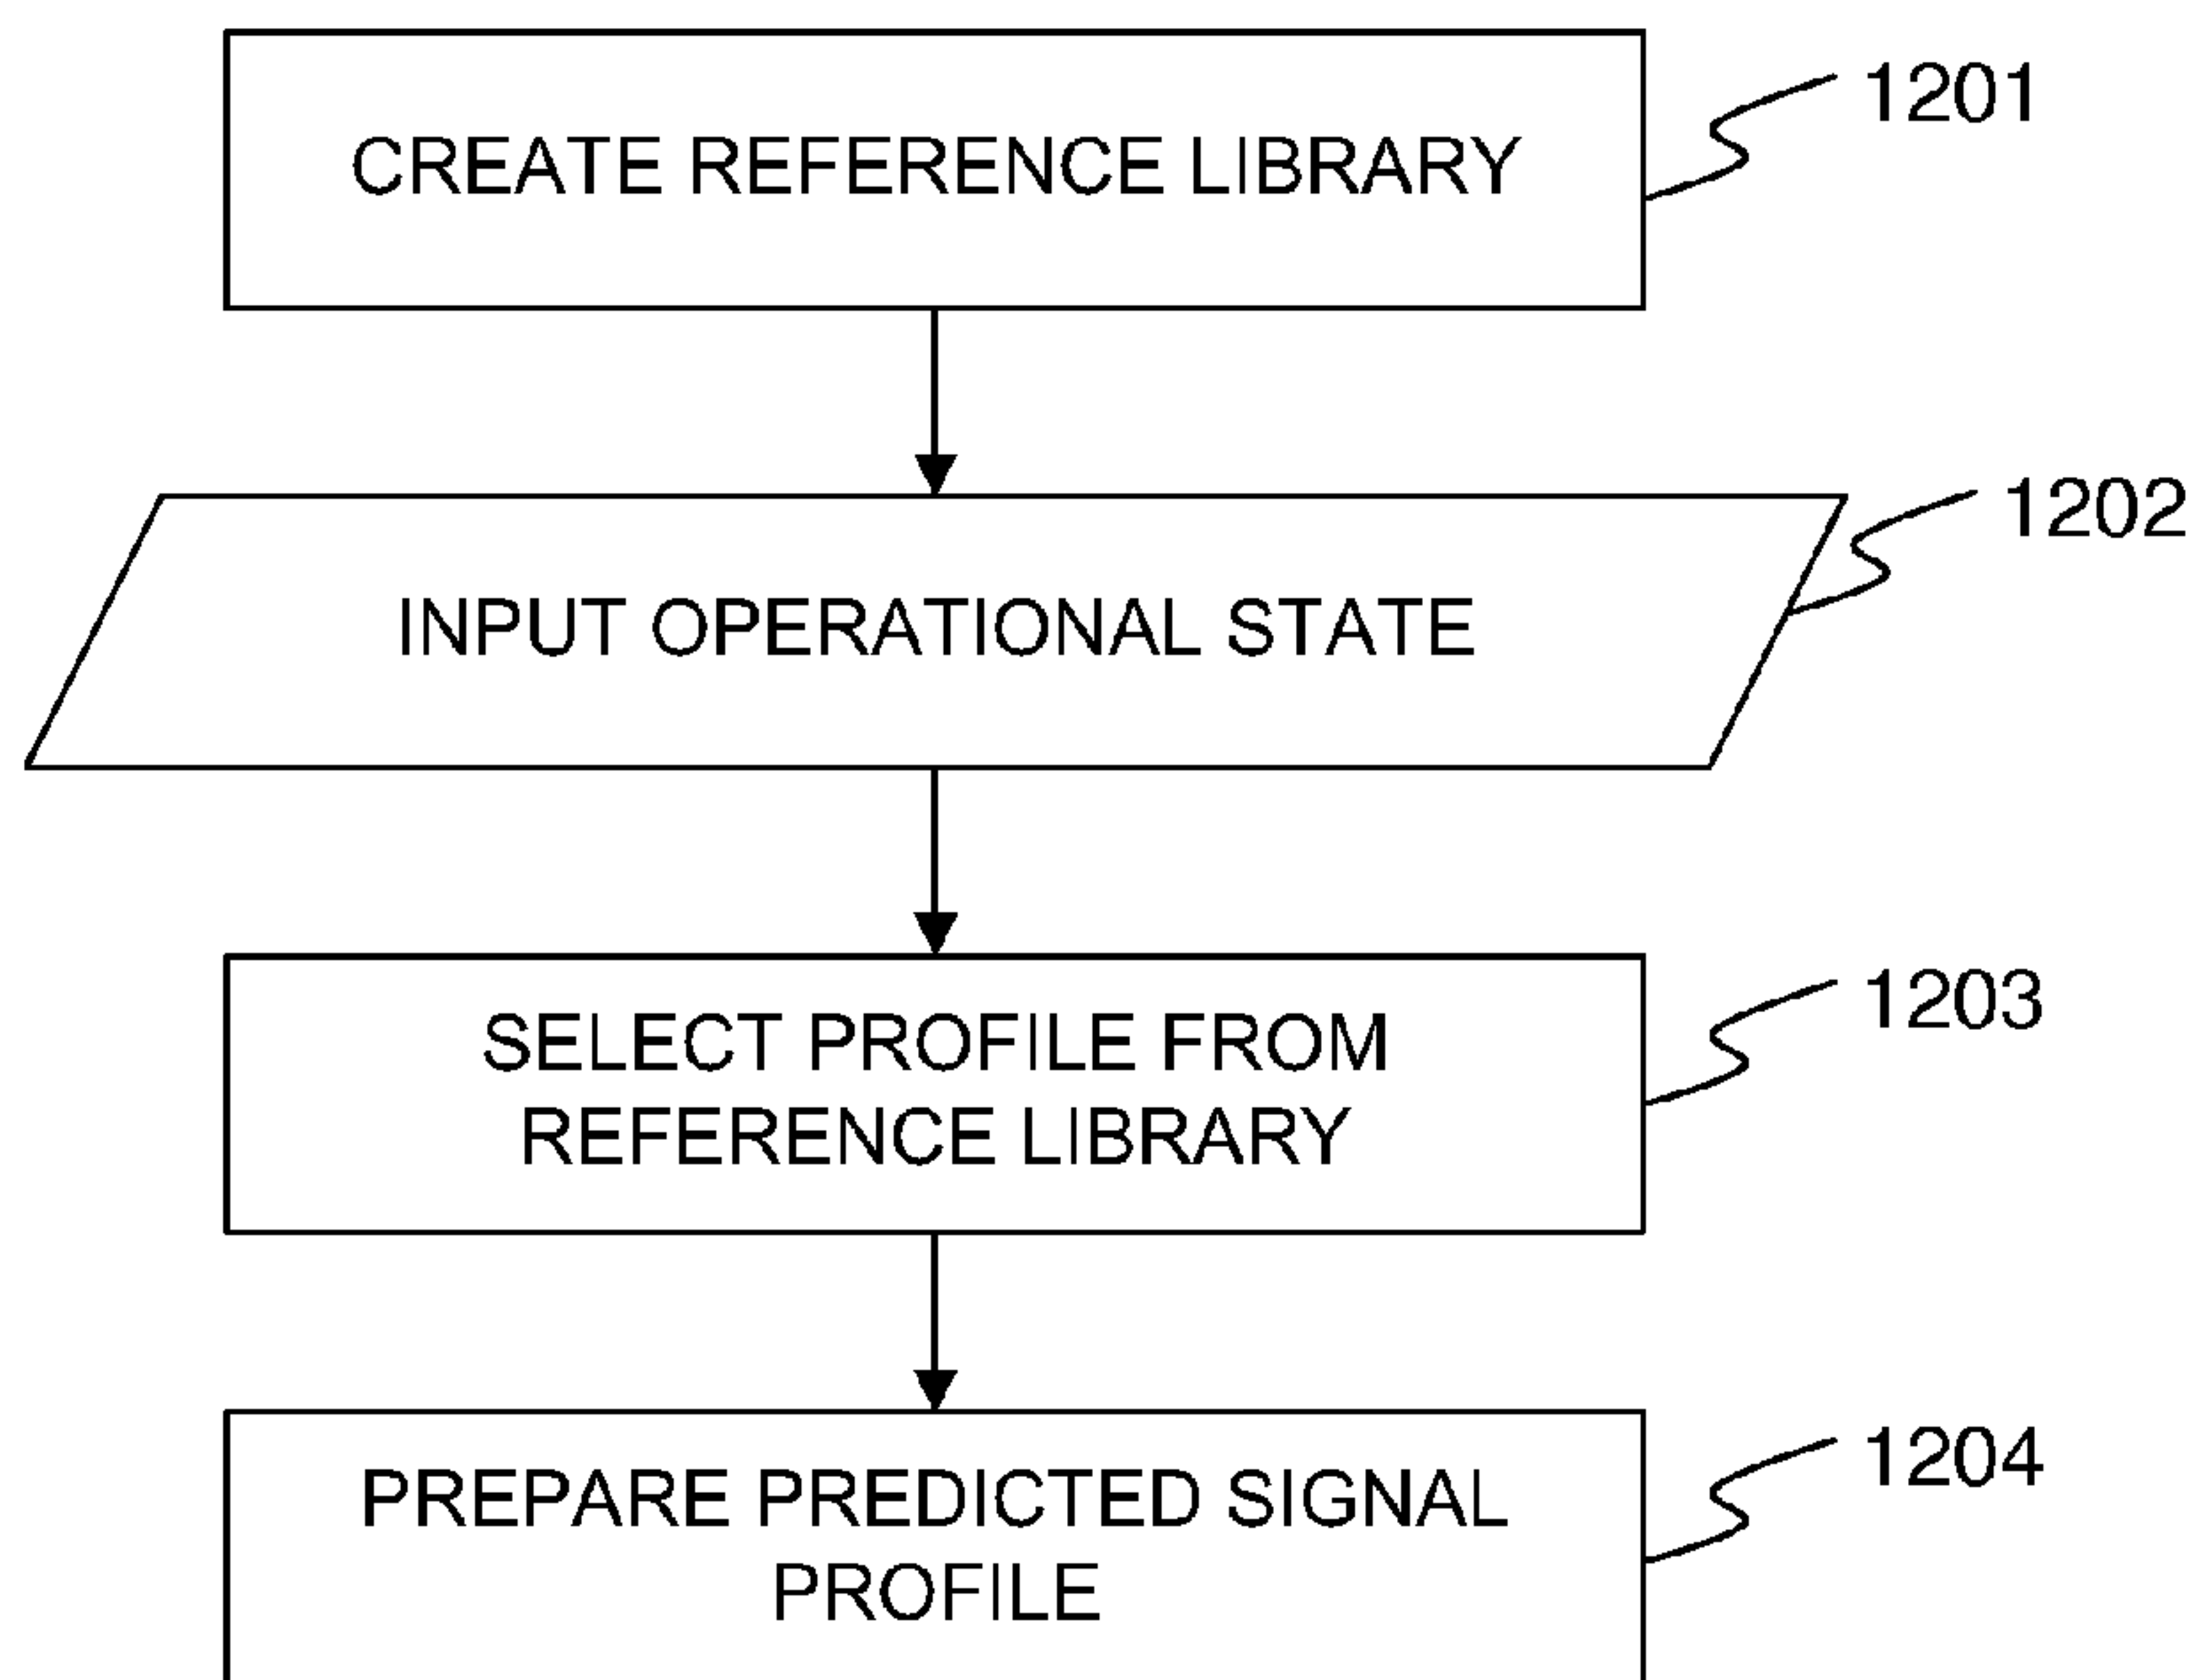 CREATE REFERENCE LIBRARY
1201
INPUT OPERATIONAL STATE
1202
SELECT PROFILE FROM
REFERENCE LIBRARY
1203
PREPARE PREDICTED SIGNAL
PROFILE
1204